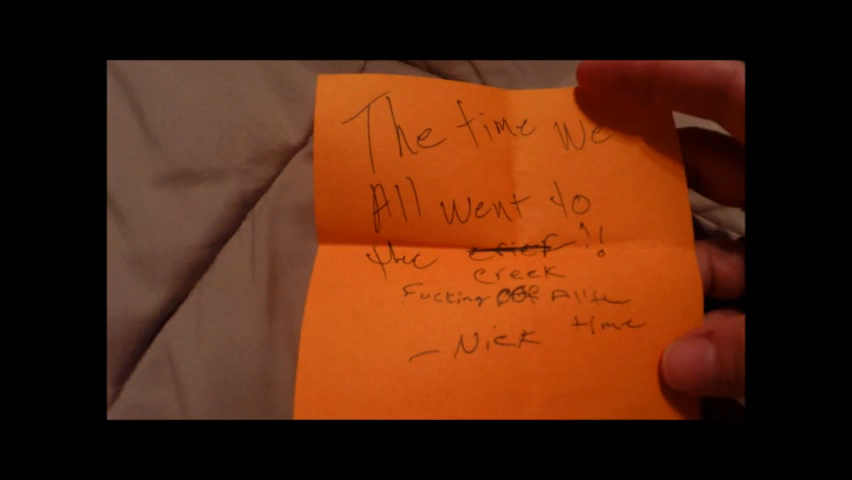 The time We
All went to
the !!
creek
Fucking All the
time
– Nick